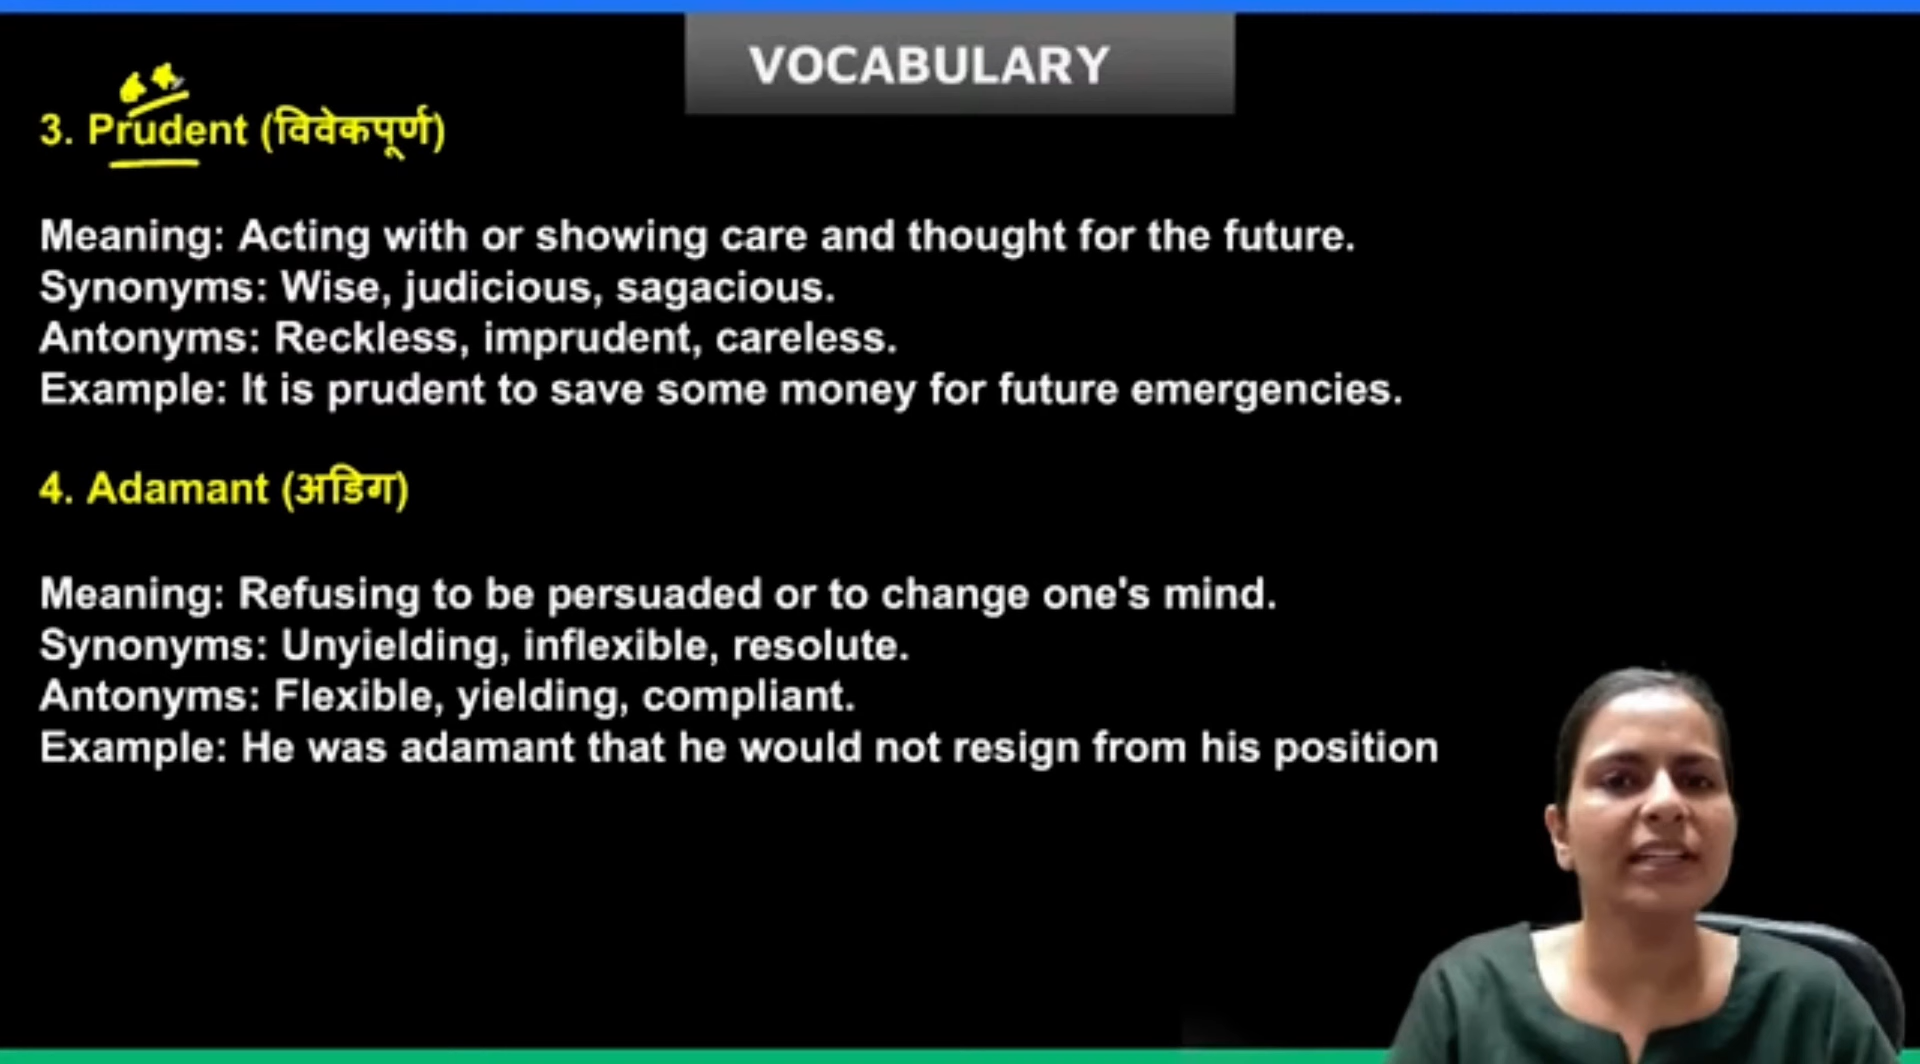 VOCABULARY
3. Prudent (विवेकपूर्ण)
Meaning: Acting with or showing care and thought for the future.
Synonyms: Wise, judicious, sagacious.
Antonyms: Reckless, imprudent, careless.
Example: It is prudent to save some money for future emergencies.
4. Adamant (अडिग)
Meaning: Refusing to be persuaded or to change one's mind.
Synonyms: Unyielding, inflexible, resolute.
Antonyms: Flexible, yielding, compliant.
Example: He was adamant that he would not resign from his position